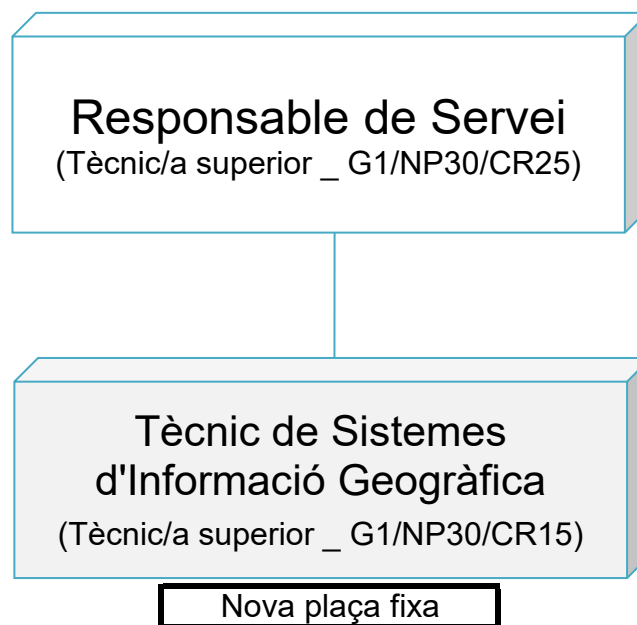 Responsable de Servei
(Tècnic/a superior _ G1/NP30/CR25)
Tècnic de Sistemes
d'Informació Geogràfica
(Tècnic/a superior _ G1/NP30/CR15)
Nova plaça fixa